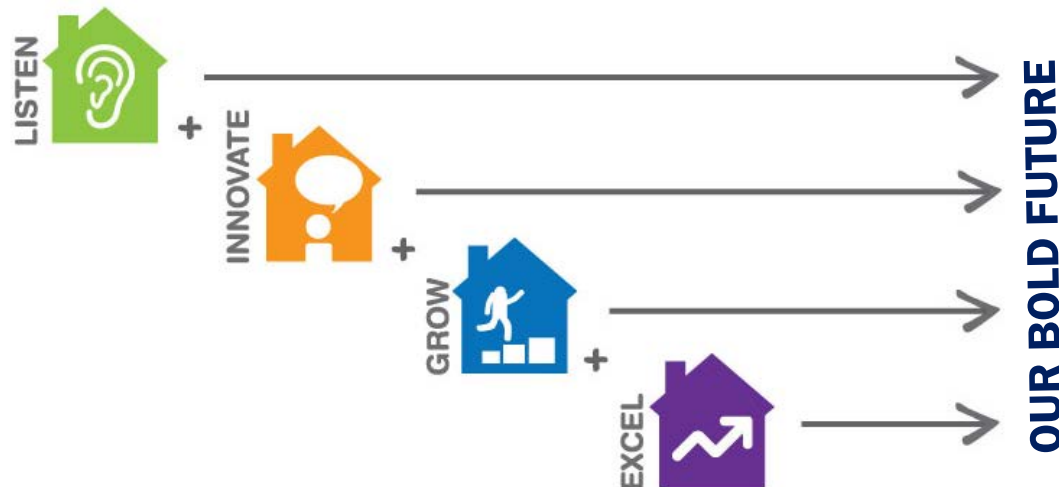 LISTEN
+
INNOVATE
+
GROW
+
EXCEL
OUR BOLD FUTURE